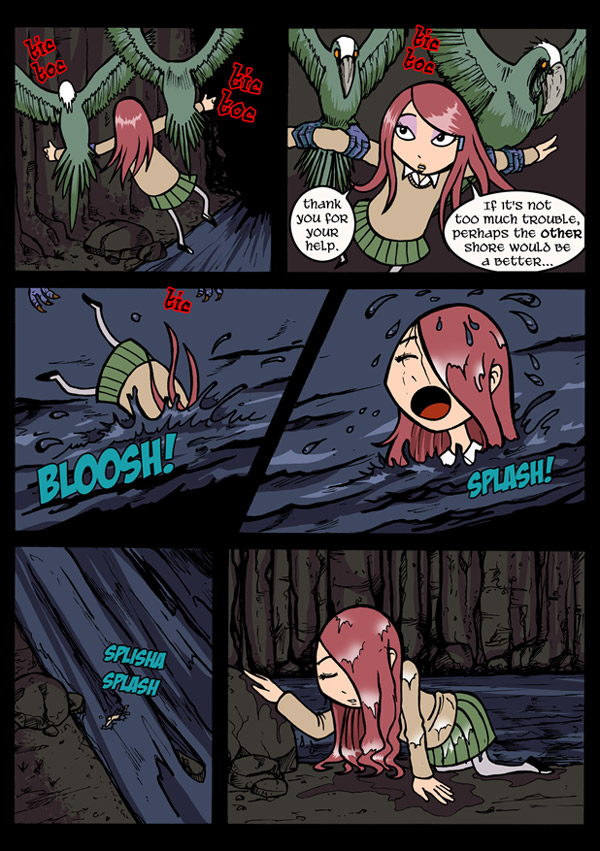 tic
toc
tic
toc
tic
toc
thank
you for
your
help.
If it's not
too much trouble,
perhaps the OTHER
shore would be
a better...
tic
BLOOSH!
SPLASH!
SPLISHA
SPLASH